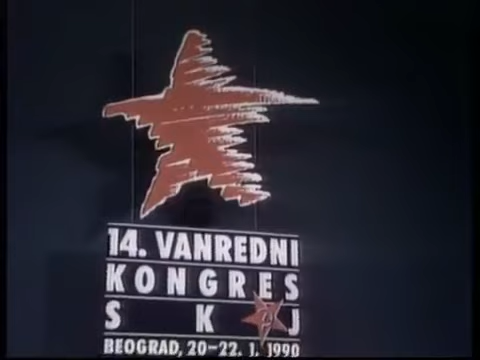 14. VANREDNI
KONGRES
S K J
BEOGRAD, 20-22. 1. 1990